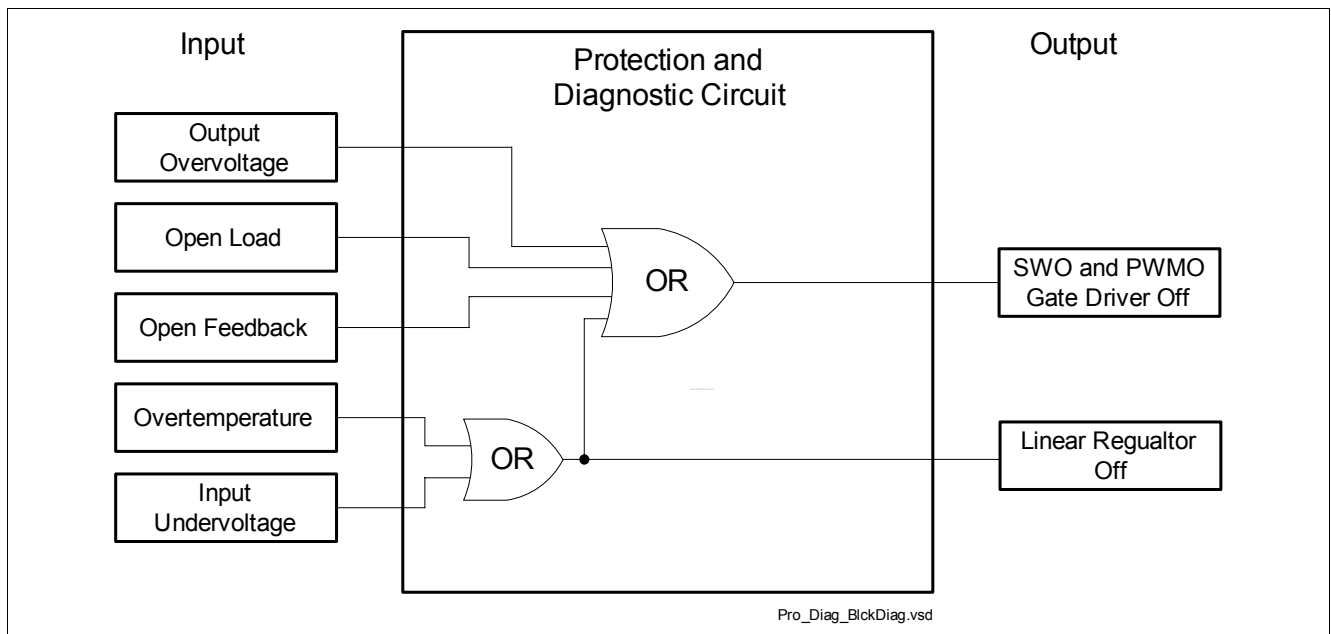 Input
Protection and
Diagnostic Circuit
Output
Output
Overvoltage
Open Load
Open Feedback
Overtemperature
Input
Undervoltage
OR
OR
SWO and PWMO
Gate Driver Off
Linear Regualtor
Off
Pro_Diag_BlckDiag.vsd